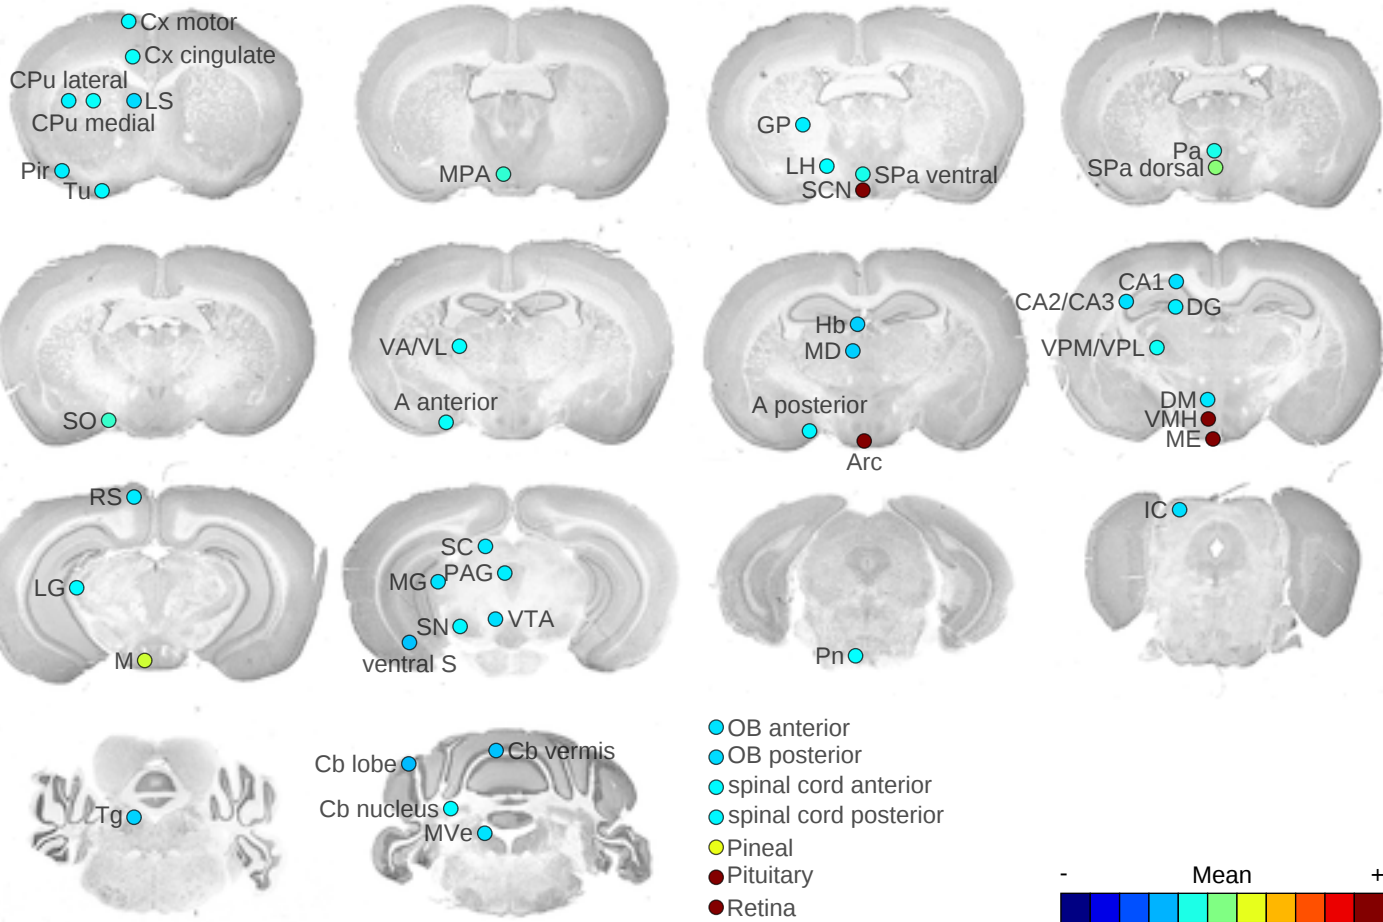 Cx motor
Cx cingulate
CPu lateral
LS
CPu medial
Pir
Tu
MPA
GP
LH
SPa ventral
SCN
Pa
SPa dorsal
SO
VA/VL
A anterior
Hb
MD
A posterior
Arc
CA1
CA2/CA3
DG
VPM/VPL
DM
VMH
ME
RS
LG
M
SC
PAG
MG
VTA
SN
ventral S
Pn
IC
Tg
Cb vermis
Cb lobe
Cb nucleus
MVe
OB anterior
OB posterior
spinal cord anterior
spinal cord posterior
Pineal
Pituitary
Retina
- Mean +